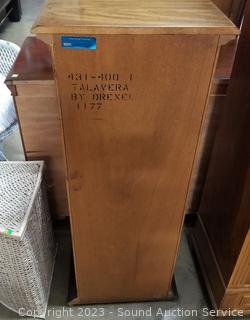 431-400 1
TALAVERA
BY DREXEL
1177
Copyright 2023 - Sound Auction Service